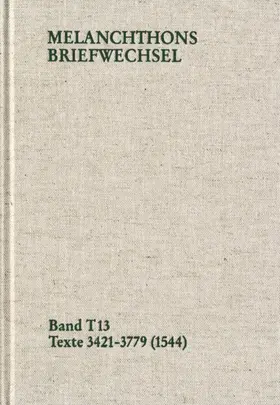 MELANCHTHONS
BRIEFWECHSEL
Band T 13
Texte 3421-3779 (1544)